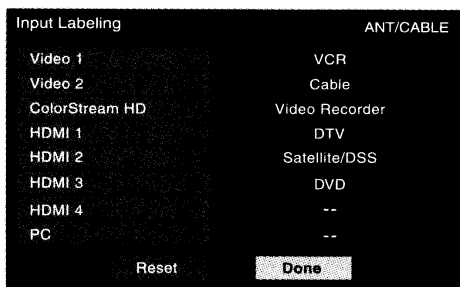 Input Labeling ANT/CABLE
Video 1 VCR
Video 2 Cable
ColorStream HD Video Recorder
HDMI 1 DTV
HDMI 2 Satellite/DSS
HDMI 3 DVD
HDMI 4 --
PC --
Reset Done